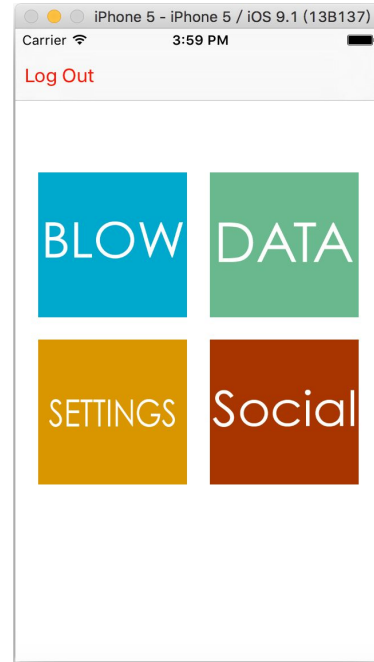 iPhone 5 - iPhone 5 / iOS 9.1 (13B137)
Carrier 3:59 PM
Log Out
BLOW DATA
SETTINGS Social